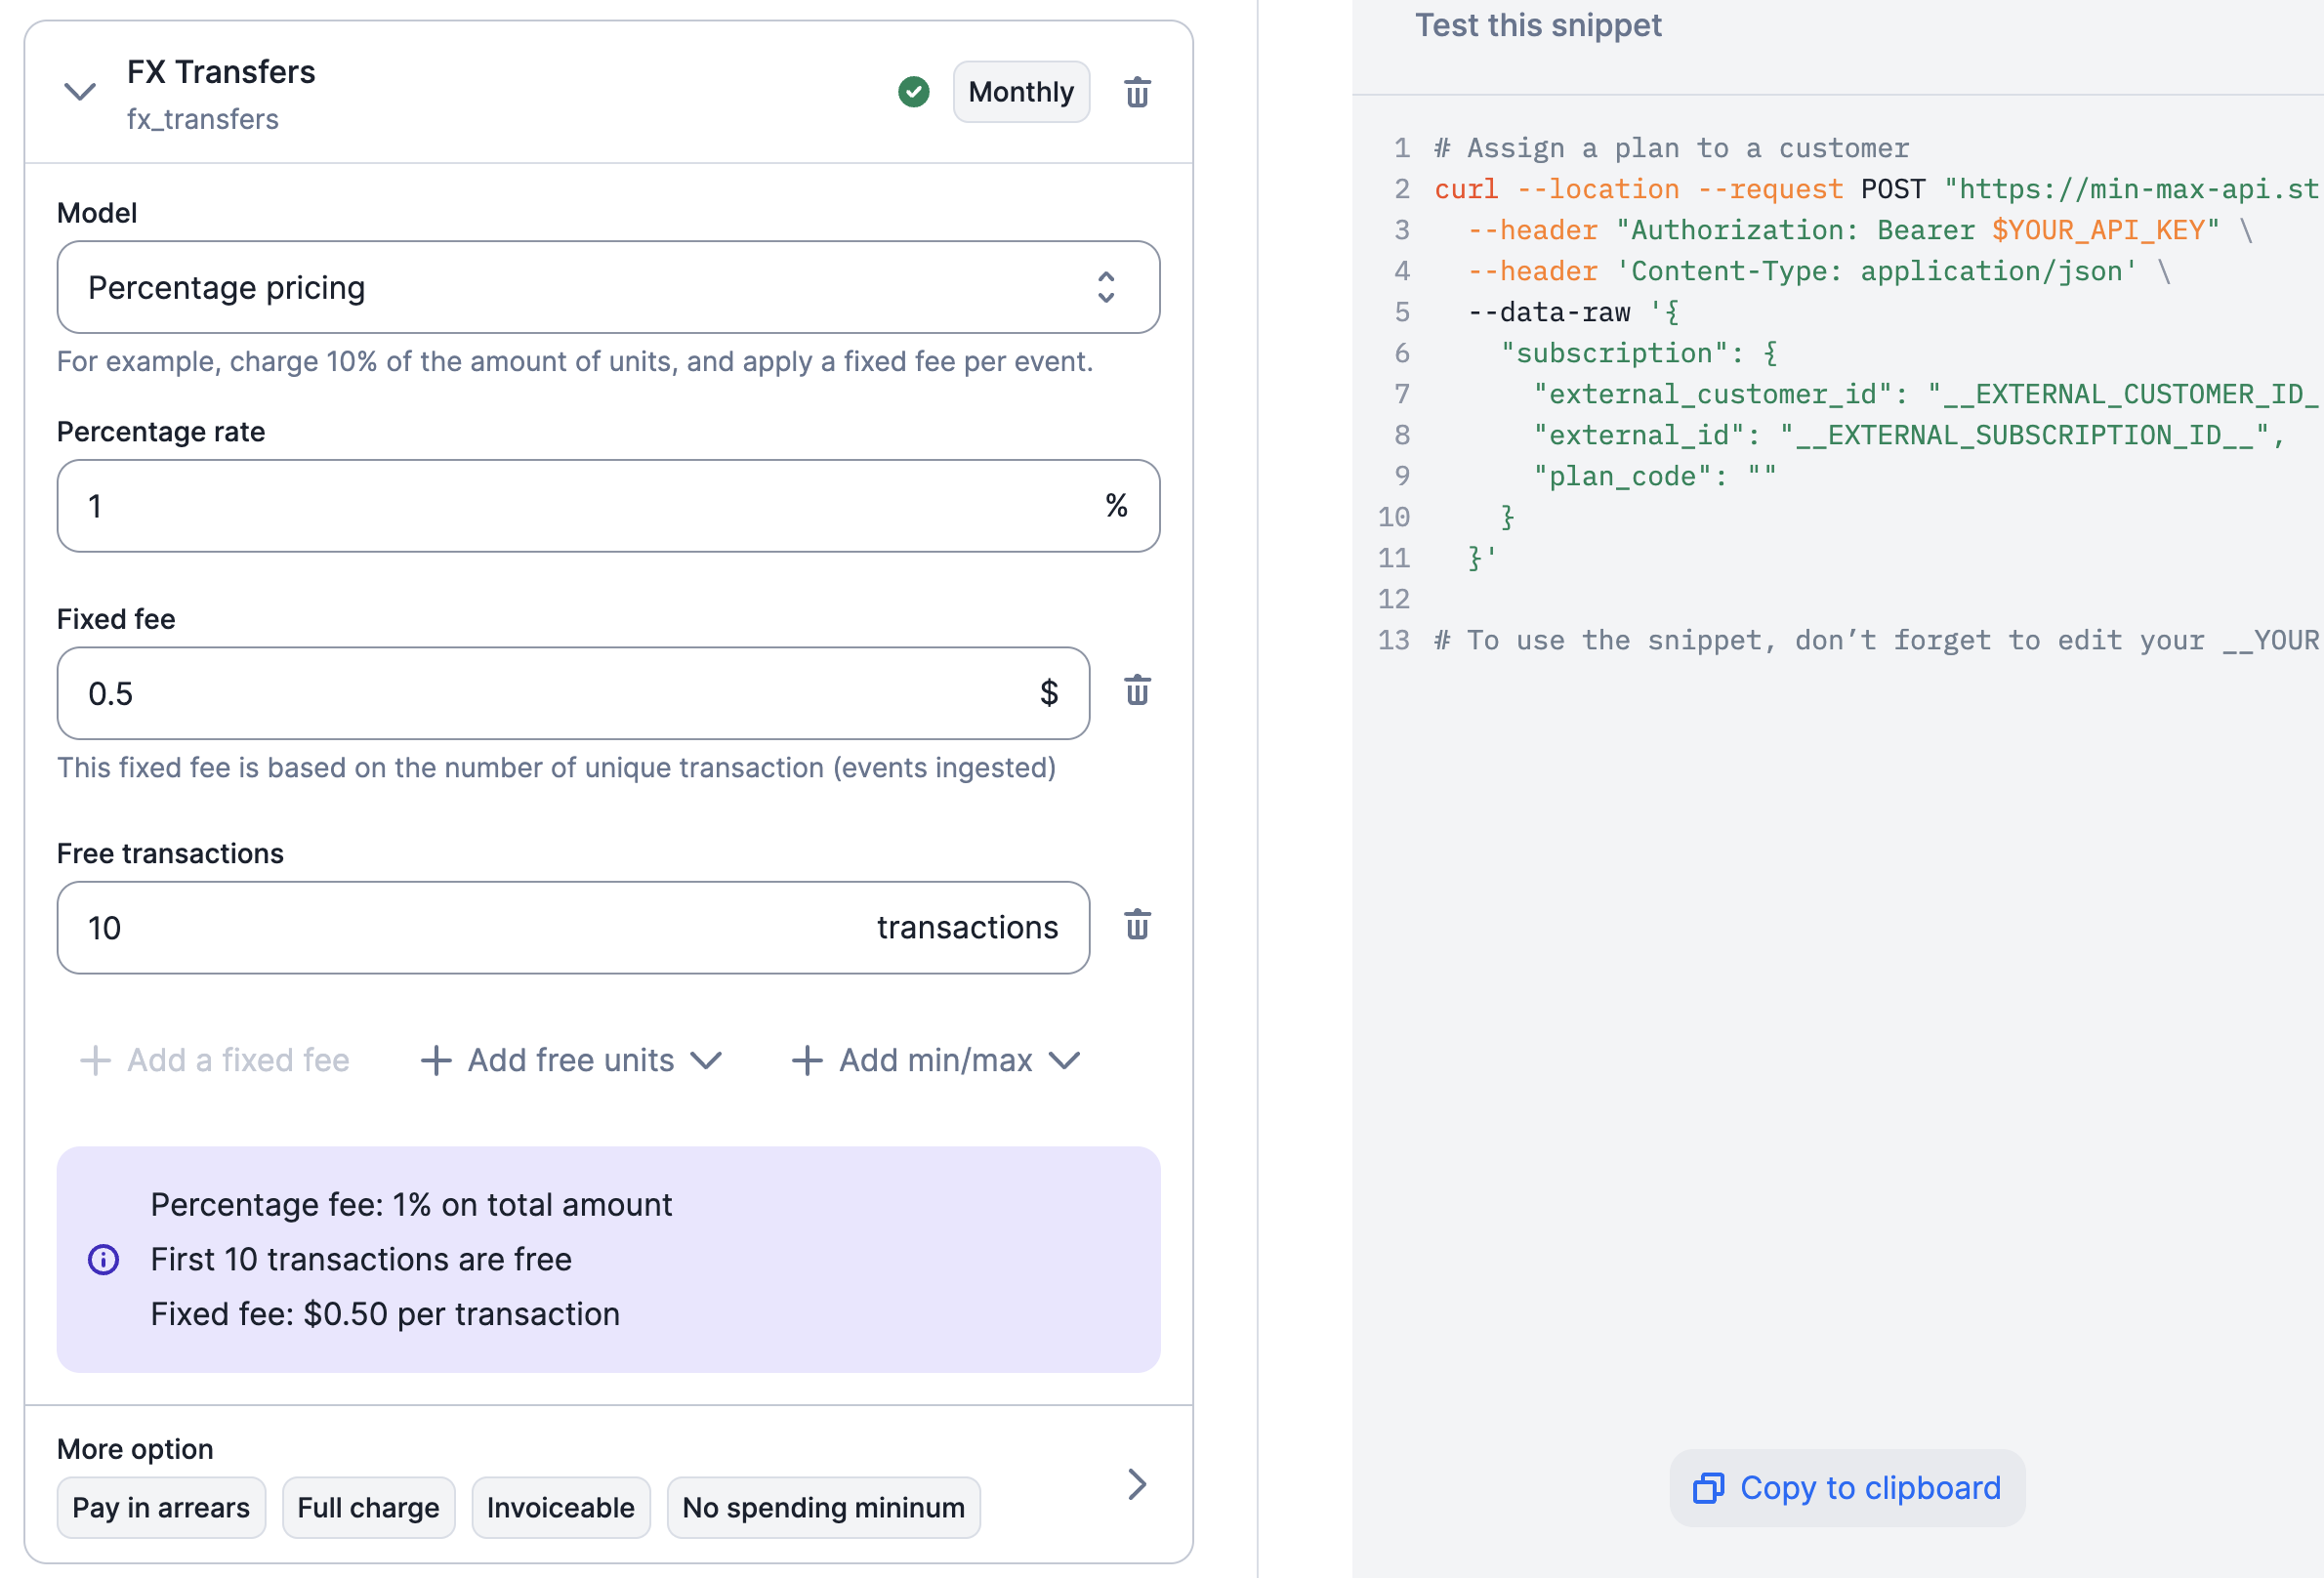 FX Transfers
fx_transfers
Monthly
Model
Percentage pricing
For example, charge 10% of the amount of units, and apply a fixed fee per event.
Percentage rate
1 %
Fixed fee
0.5 $
This fixed fee is based on the number of unique transaction (events ingested)
Free transactions
10 transactions
Add a fixed fee
Add free units
Add min/max
Percentage fee: 1% on total amount
First 10 transactions are free
Fixed fee: $0.50 per transaction
More option
Pay in arrears
Full charge
Invoiceable
No spending mininum
Test this snippet
1 # Assign a plan to a customer
2 curl --location --request POST "https://min-max-api.st
3 --header "Authorization: Bearer $YOUR_API_KEY" \
4 --header 'Content-Type: application/json' \
5 --data-raw '{
6 "subscription": {
7 "external_customer_id": "__EXTERNAL_CUSTOMER_ID_
8 "external_id": "__EXTERNAL_SUBSCRIPTION_ID__",
9 "plan_code": ""
10 }
11 }'
12
13 # To use the snippet, don’t forget to edit your __YOUR
Copy to clipboard